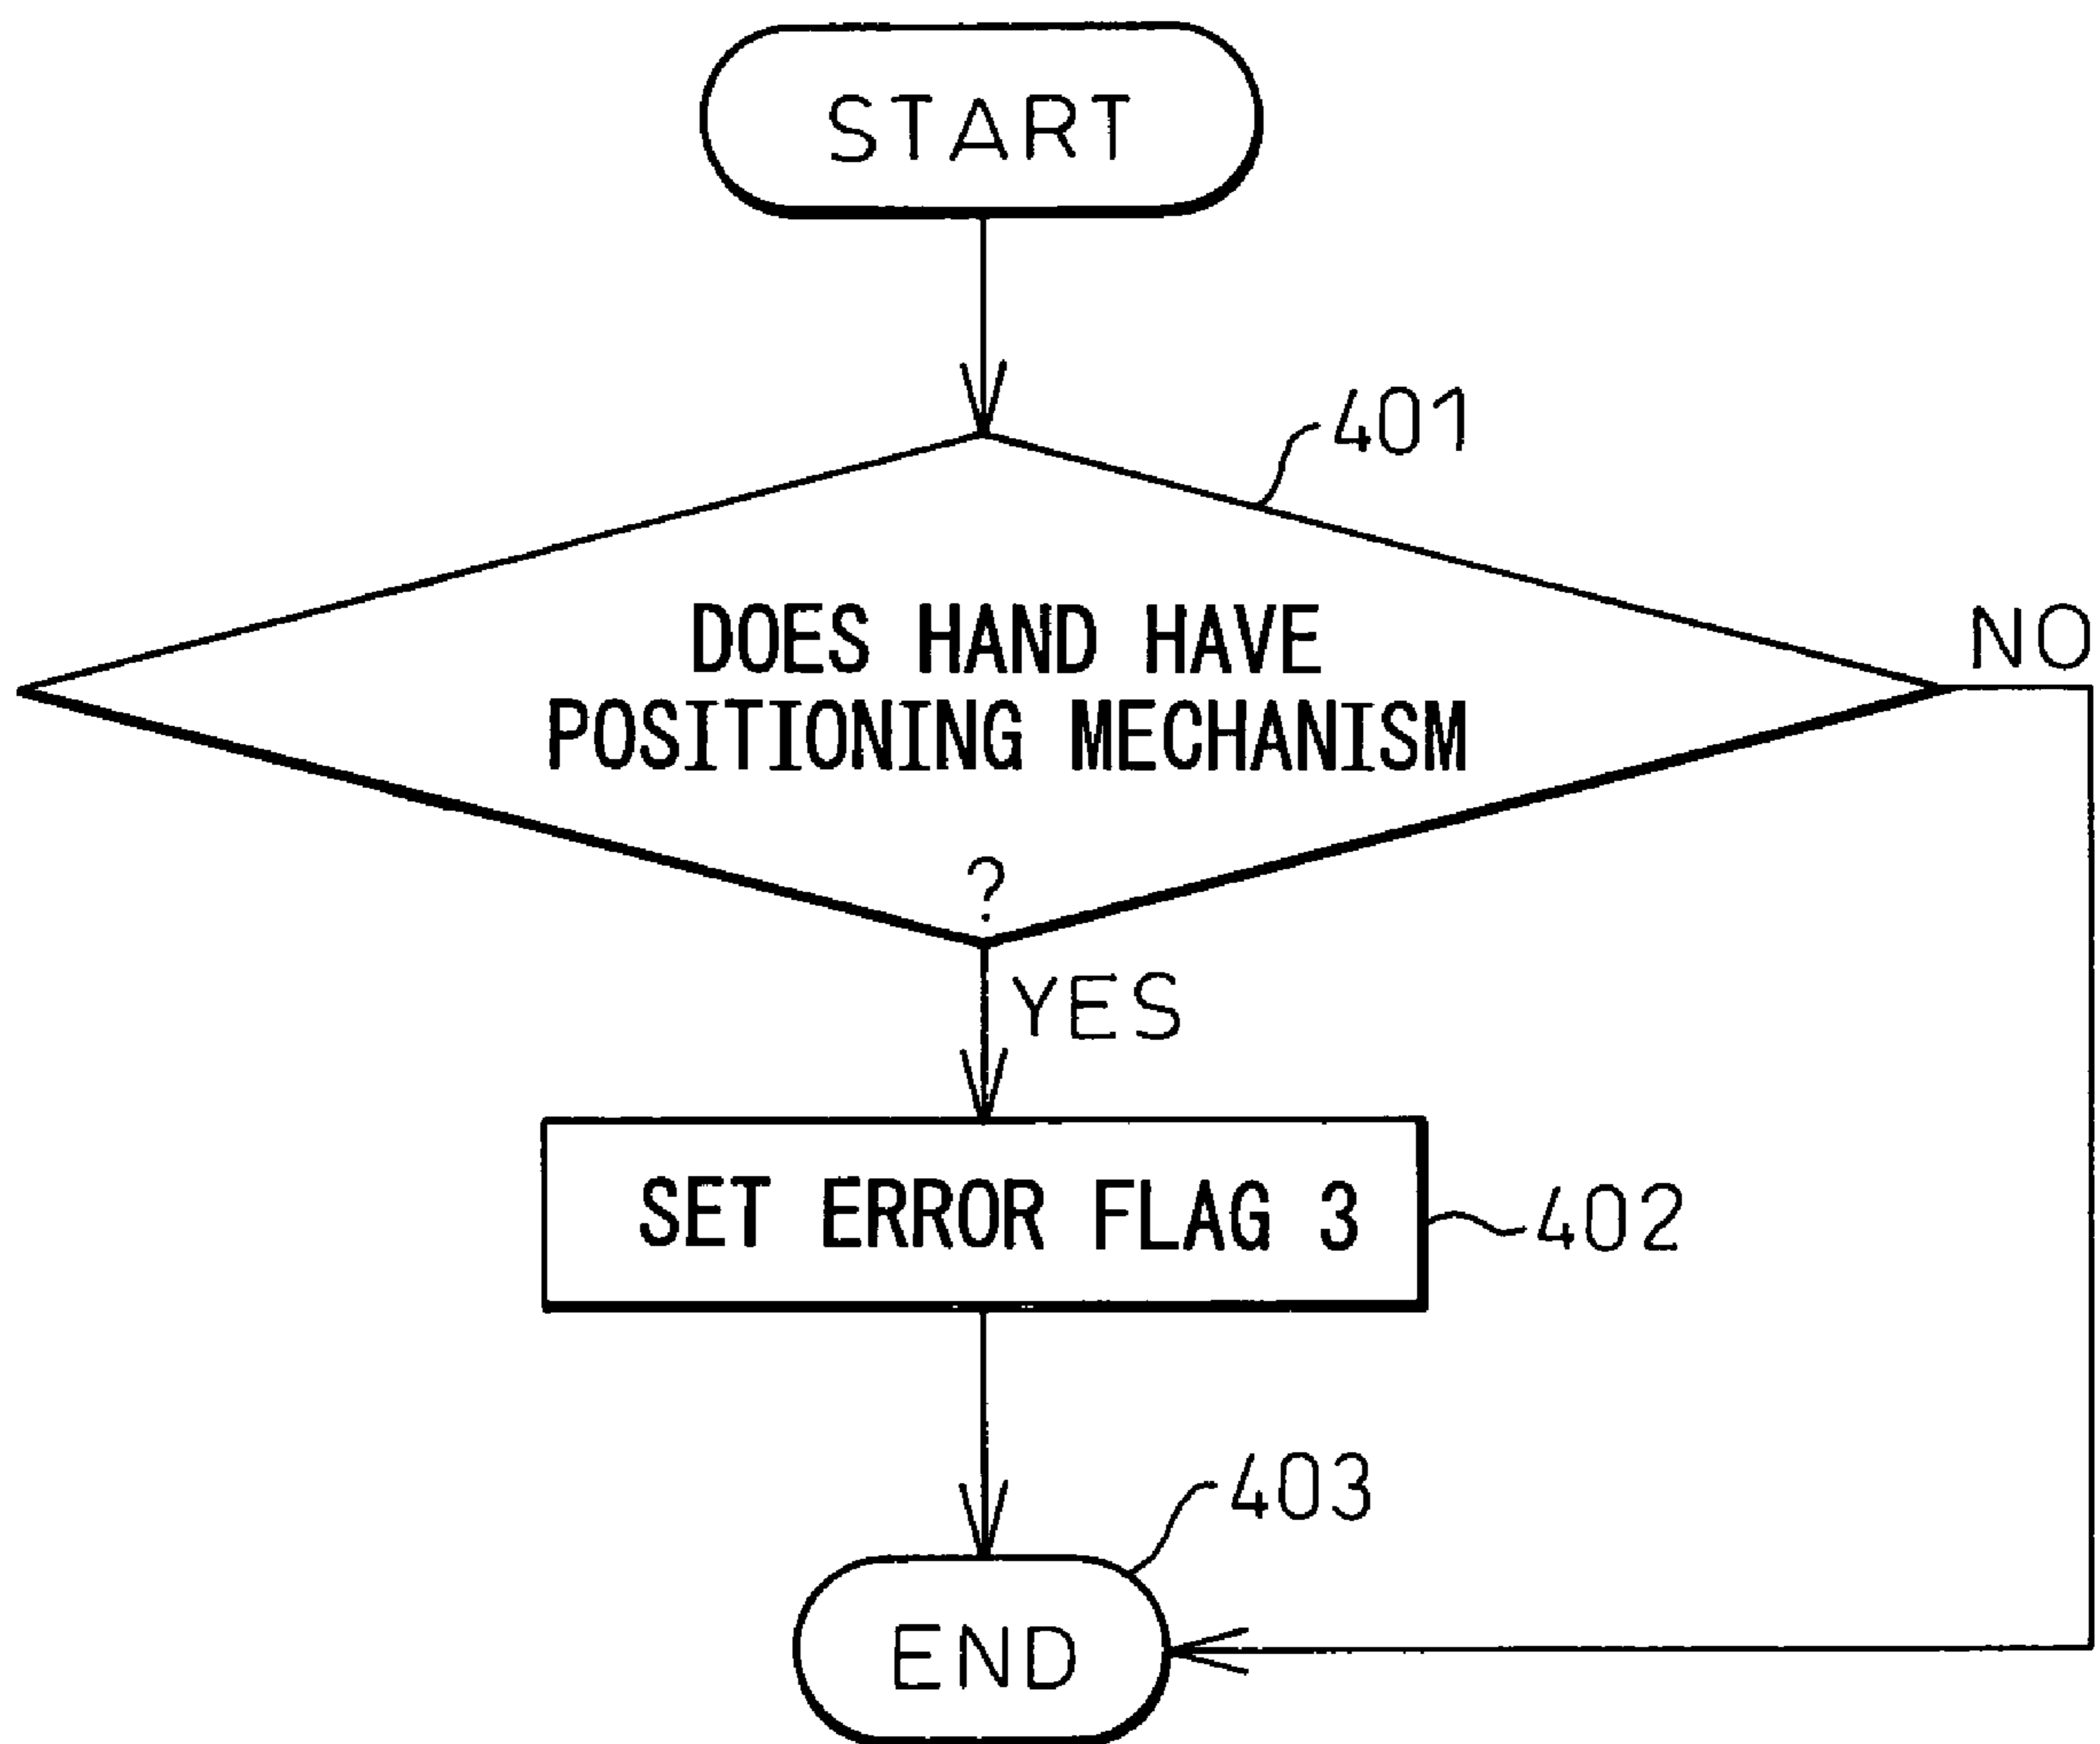 START
401
DOES HAND HAVE
NO
POSITIONING MECHANISM
?
YES
SET ERROR FLAG 3
402
403
END